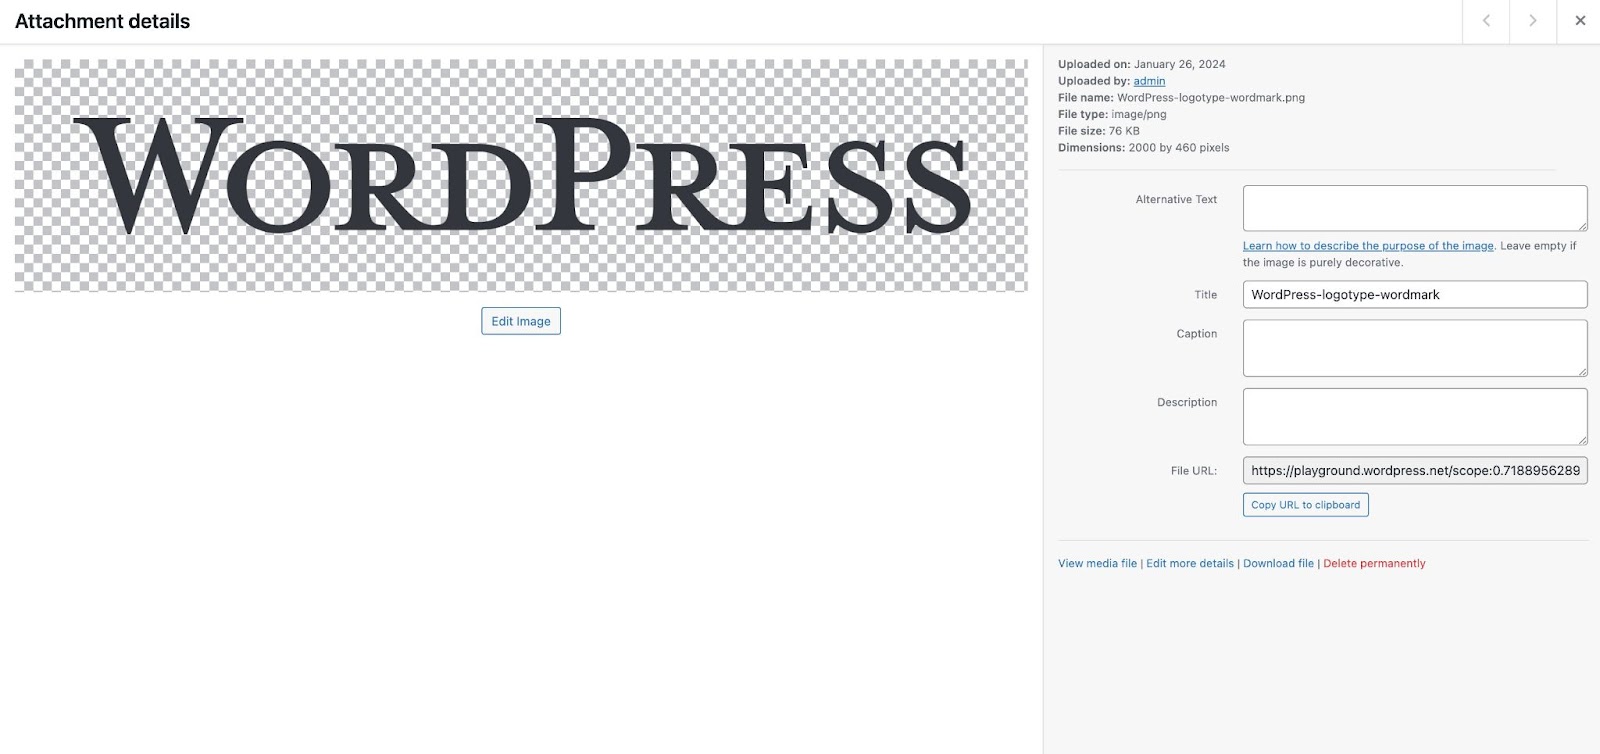 Attachment details
WORDPRESS
Edit Image
Uploaded on: January 26, 2024
Uploaded by: admin
File name: WordPress-logotype-wordmark.png
File type: image/png
File size: 76 KB
Dimensions: 2000 by 460 pixels
Alternative Text
Learn how to describe the purpose of the image. Leave empty if
the image is purely decorative.
Title
WordPress-logotype-wordmark
Caption
Description
File URL:
https://playground.wordpress.net/scope:0.7188956289
Copy URL to clipboard
View media file | Edit more details | Download file | Delete permanently